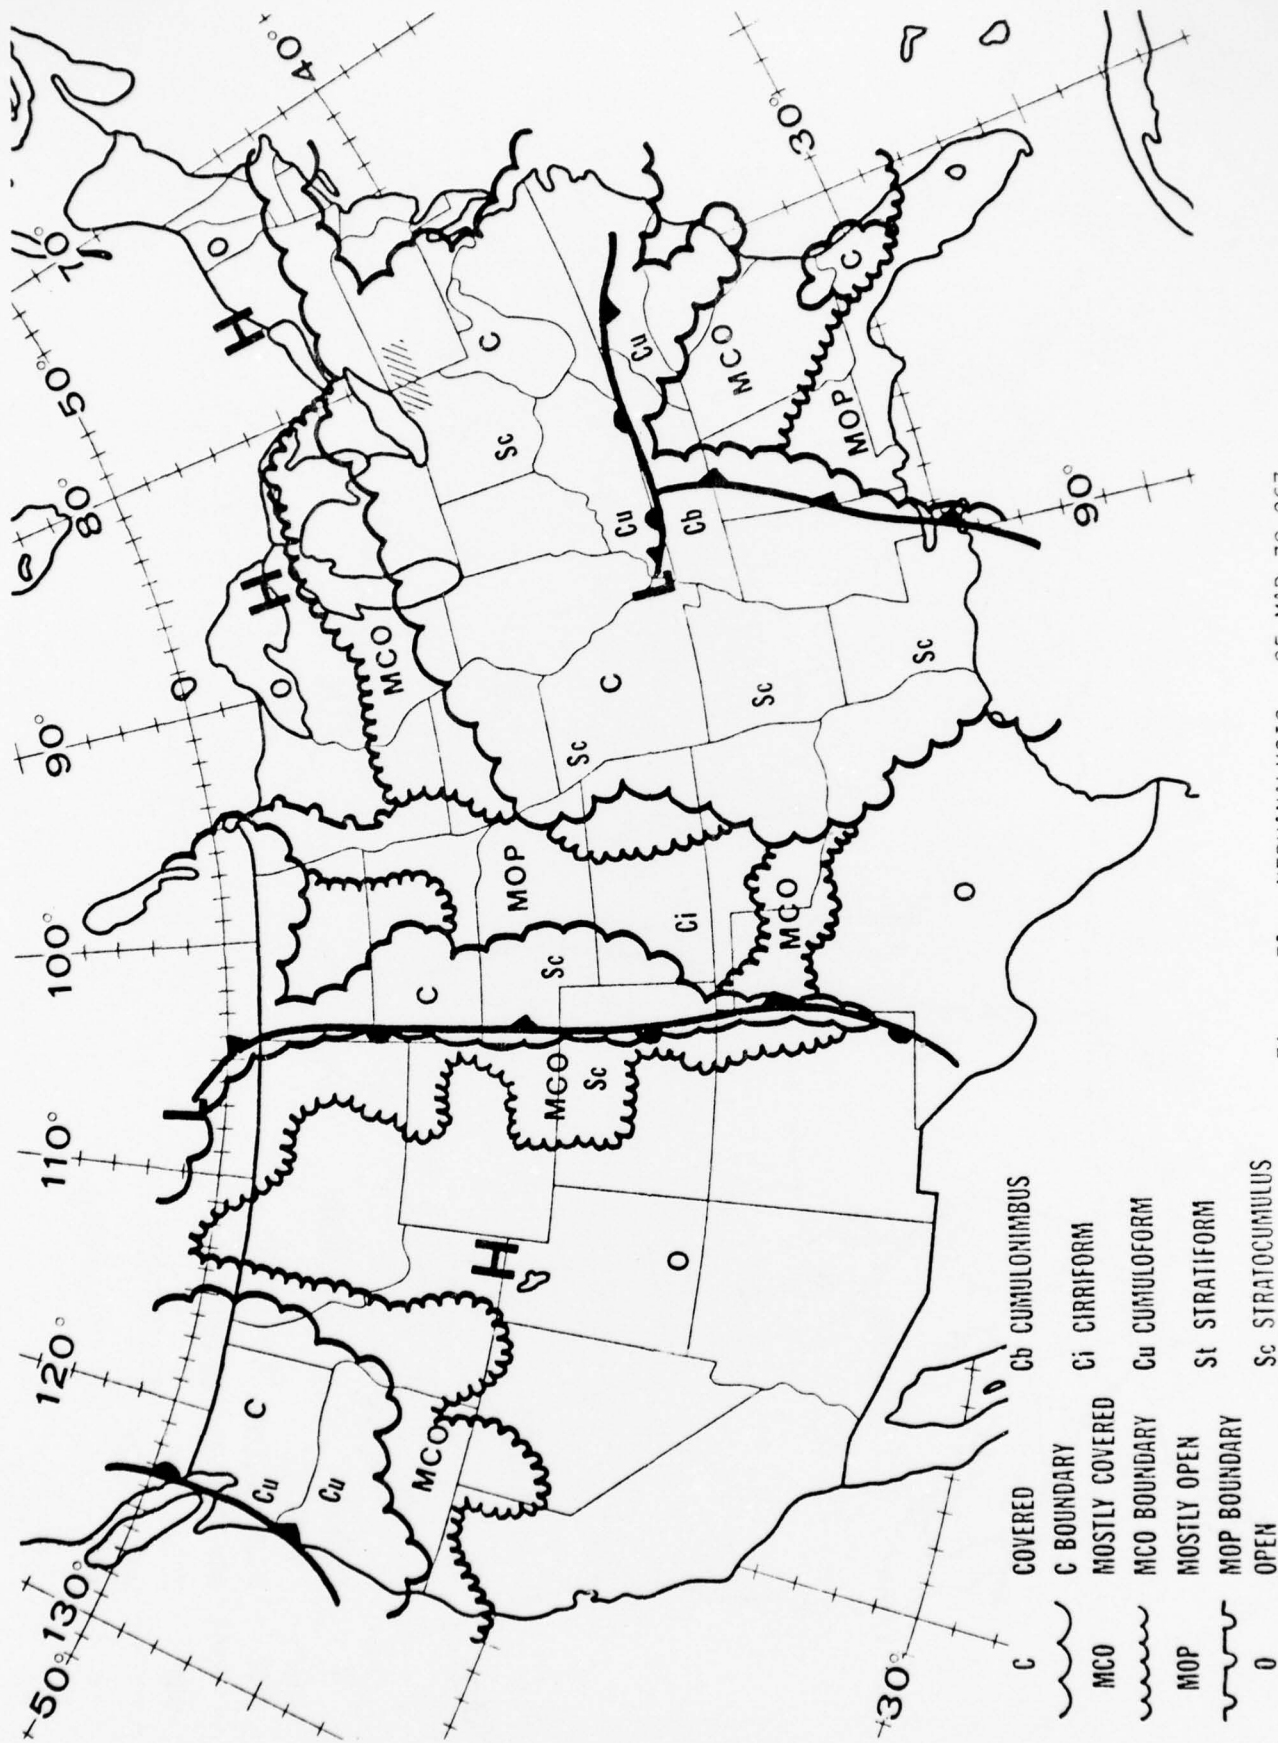 50° 130° 120° 110° 100° 90° 80° 50° 70°
L
O
O
H
H
40°
C
O
Cu
Cu
MCO
MCO
C
H
MOP
Sc
C
Sc
MCO
Sc
Sc
C
Cu
Cu
L
O
Ci
Cb
MCO
Sc
MCO
30°
C
MOP
Sc
30°
O
O
90°
C COVERED Cb CUMULONIMBUS
C BOUNDARY
MCO MOSTLY COVERED Ci CIRRIFORM
MCO BOUNDARY Cu CUMULOFORM
MOP MOSTLY OPEN St STRATIFORM
MOP BOUNDARY
O OPEN Sc STRATOCUMULUS